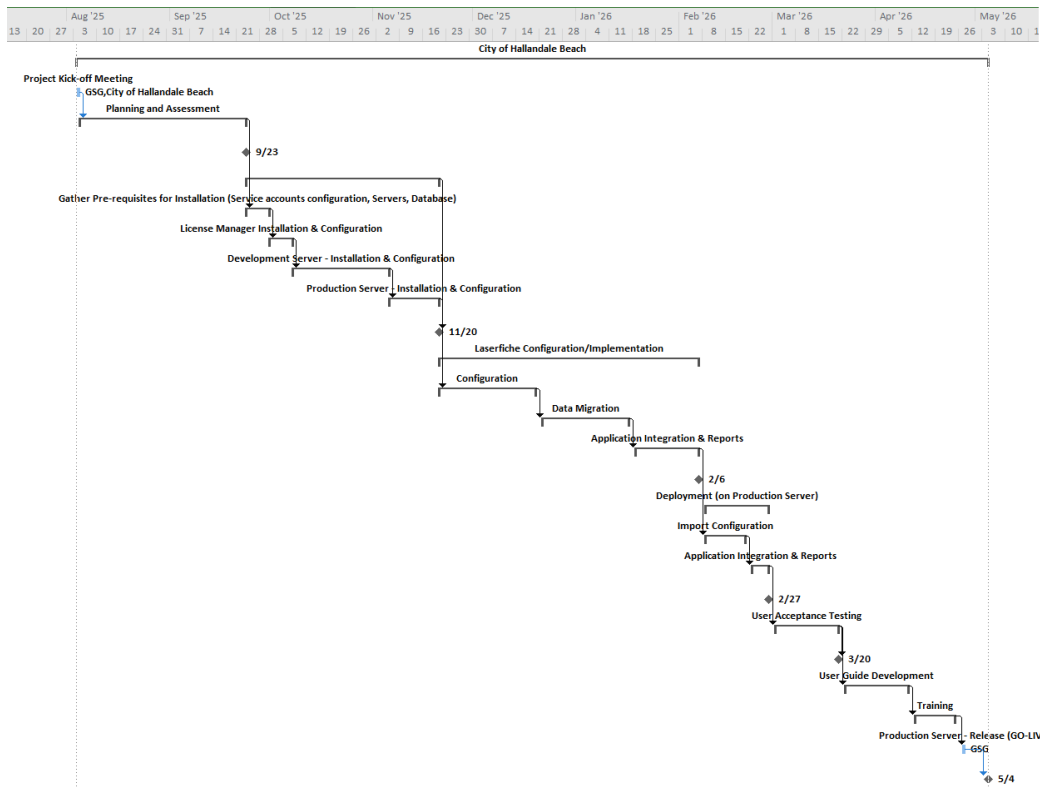 Aug '25 Sep '25 Oct '25 Nov '25 Dec '25 Jan '26 Feb '26 Mar '26 Apr '26 May '26
13 20 27 3 10 17 24 31 7 14 21 28 5 12 19 26 2 9 16 23 30 7 14 21 28 4 11 18 25 1 8 15 22 1 8 15 22 29 5 12 19 26 3 10 1
City of Hallandale Beach
Project Kick-off Meeting
GSG,City of Hallandale Beach
Planning and Assessment
9/23
Gather Pre-requisites for Installation (Service accounts configuration, Servers, Database)
License Manager Installation & Configuration
Development Server - Installation & Configuration
Production Server - Installation & Configuration
11/20
Laserfiche Configuration/Implementation
Configuration
Data Migration
Application Integration & Reports
2/6
Deployment (on Production Server)
Import Configuration
Application Integration & Reports
2/27
User Acceptance Testing
3/20
User Guide Development
Training
Production Server - Release (GO-LIV
GSG
5/4